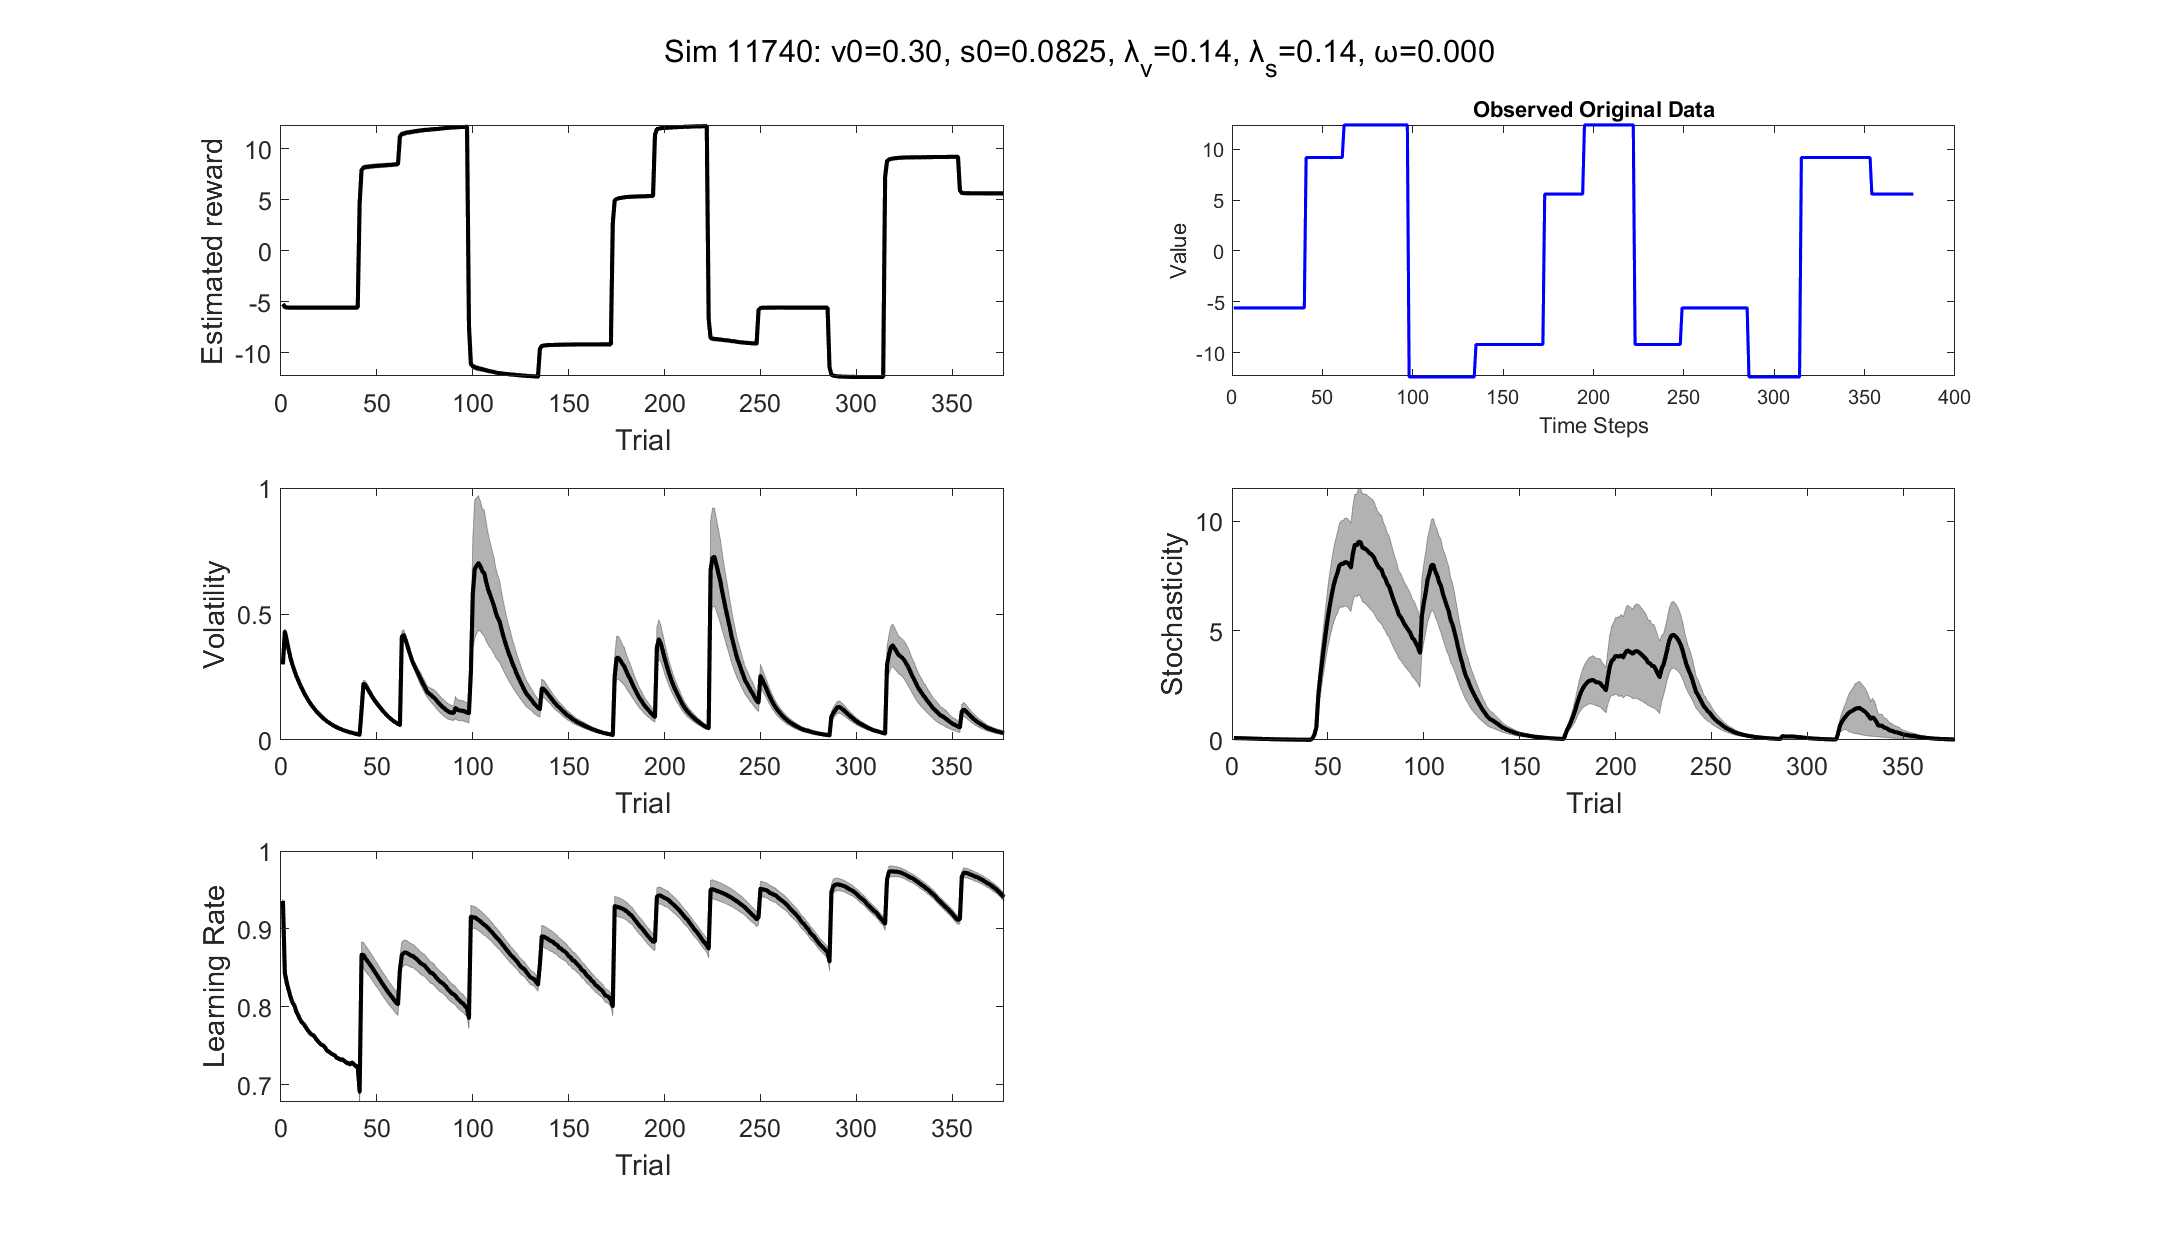 Sim 11740: v0=0.30, s0=0.0825, λ_v=0.14, λ_s=0.14, ω=0.000
Estimated reward
10
5
0
-5
-10
0 50 100 150 200 250 300 350
Trial
Observed Original Data
Value
10
5
0
-5
-10
0 50 100 150 200 250 300 350 400
Time Steps
Volatility
1
0.5
0
0 50 100 150 200 250 300 350
Trial
Stochasticity
10
5
0
0 50 100 150 200 250 300 350
Trial
Learning Rate
1
0.9
0.8
0.7
0 50 100 150 200 250 300 350
Trial